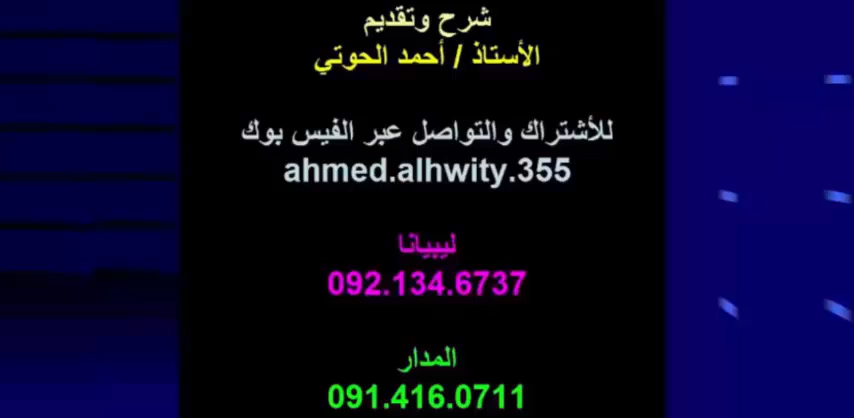 شرح وتقديم
الأستاذ / أحمد الحوتي
للأشتراك والتواصل عبر الفيس بوك
ahmed.alhwity.355
ليبيانا
092.134.6737
المدار
091.416.0711